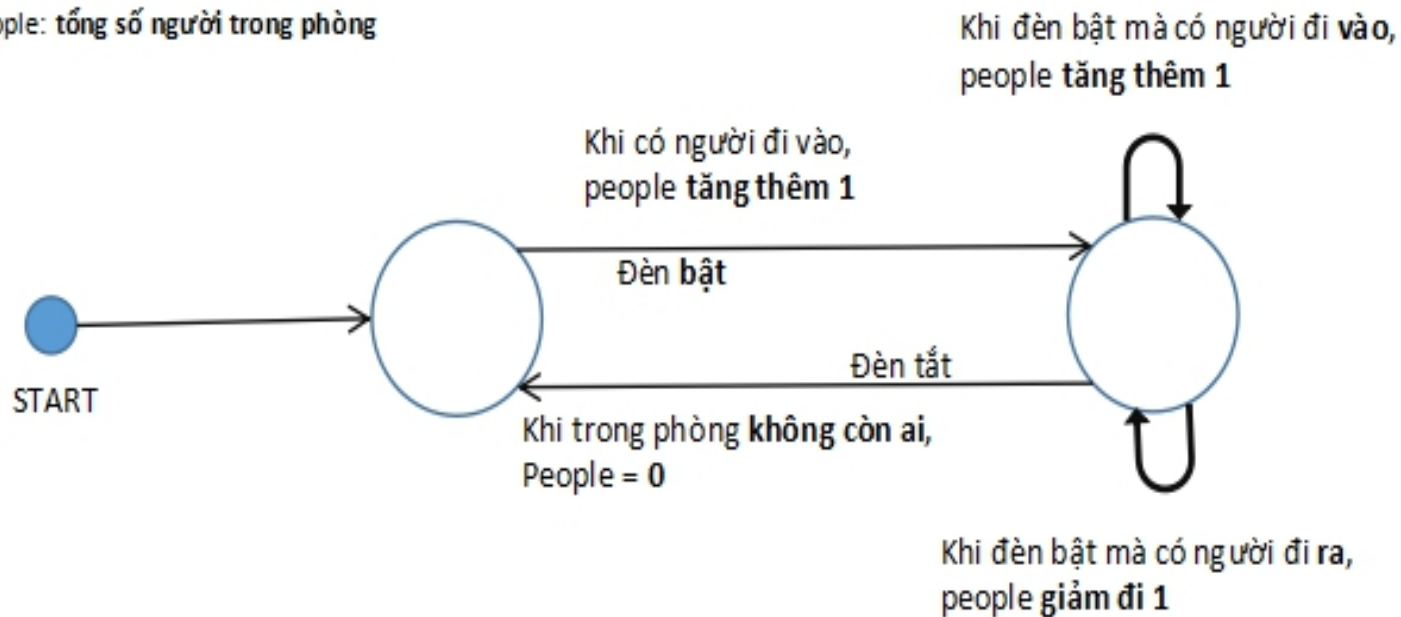 ople: tổng số người trong phòng
Khi đèn bật mà có người đi vào,
people tăng thêm 1
Khi có người đi vào,
people tăng thêm 1
Đèn bật
START
Đèn tắt
Khi trong phòng không còn ai,
People = 0
Khi đèn bật mà có người đi ra,
people giảm đi 1